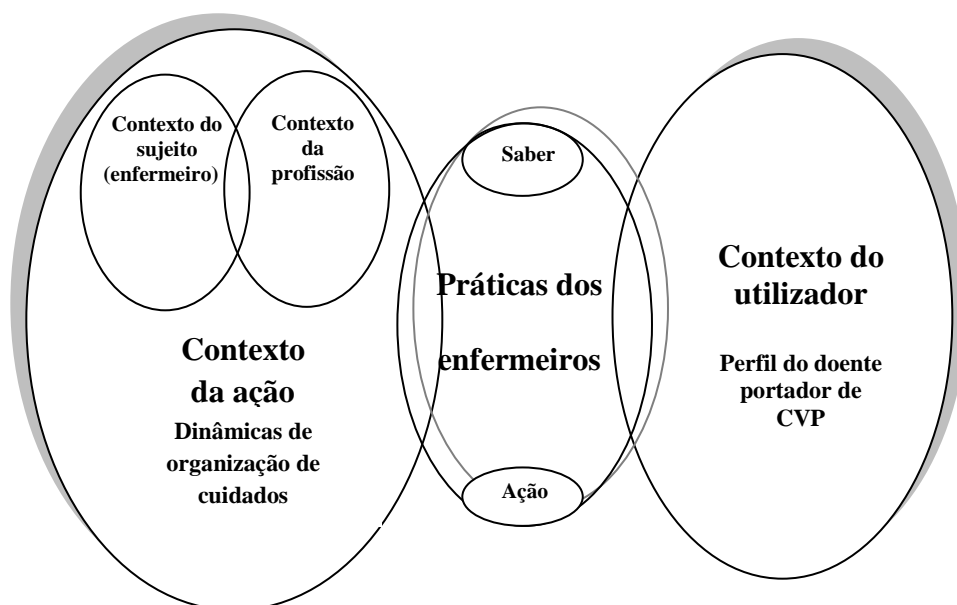 Contexto do
sujeito
(enfermeiro)
Contexto
da
profissão
Contexto
da ação
Dinâmicas de
organização de
cuidados
Saber
Práticas dos
enfermeiros
Ação
Contexto do
utilizador
Perfil do doente
portador de
CVP